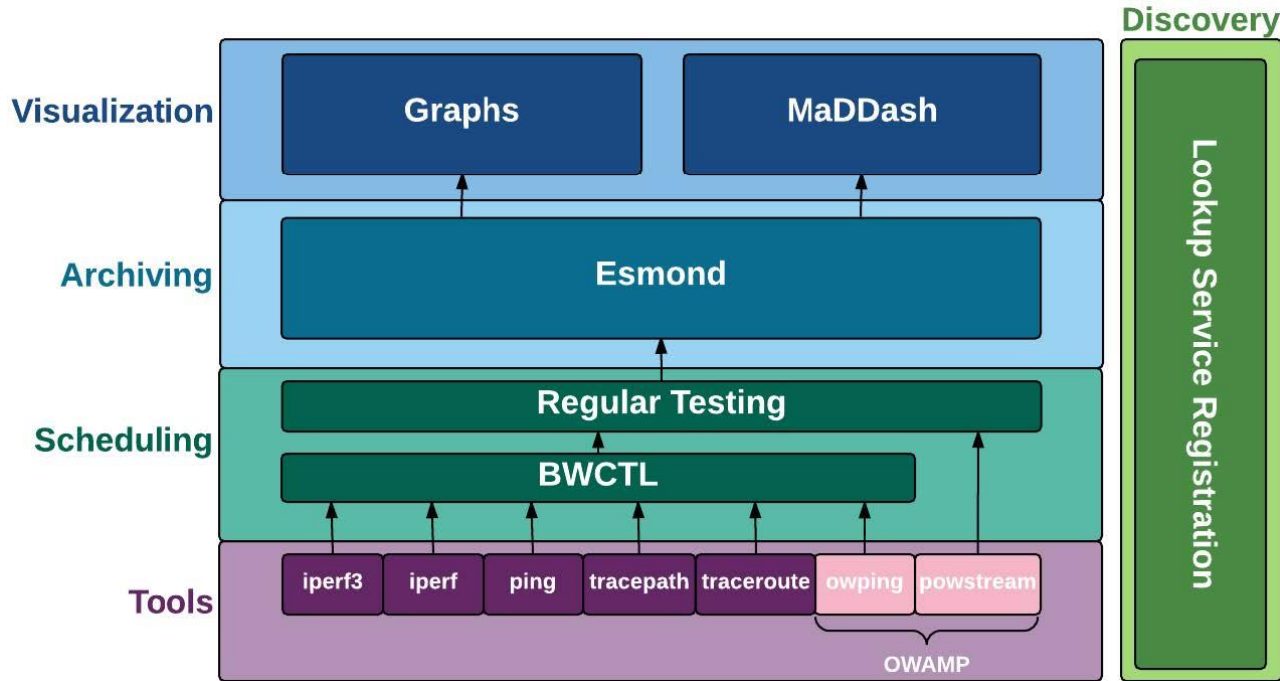 Discovery
Visualization
Graphs
MaDDash
Archiving
Esmond
Scheduling
Regular Testing
BWCTL
Tools
iperf3
iperf
ping
tracepath
traceroute
owping
powstream
OWAMP
Lookup Service Registration